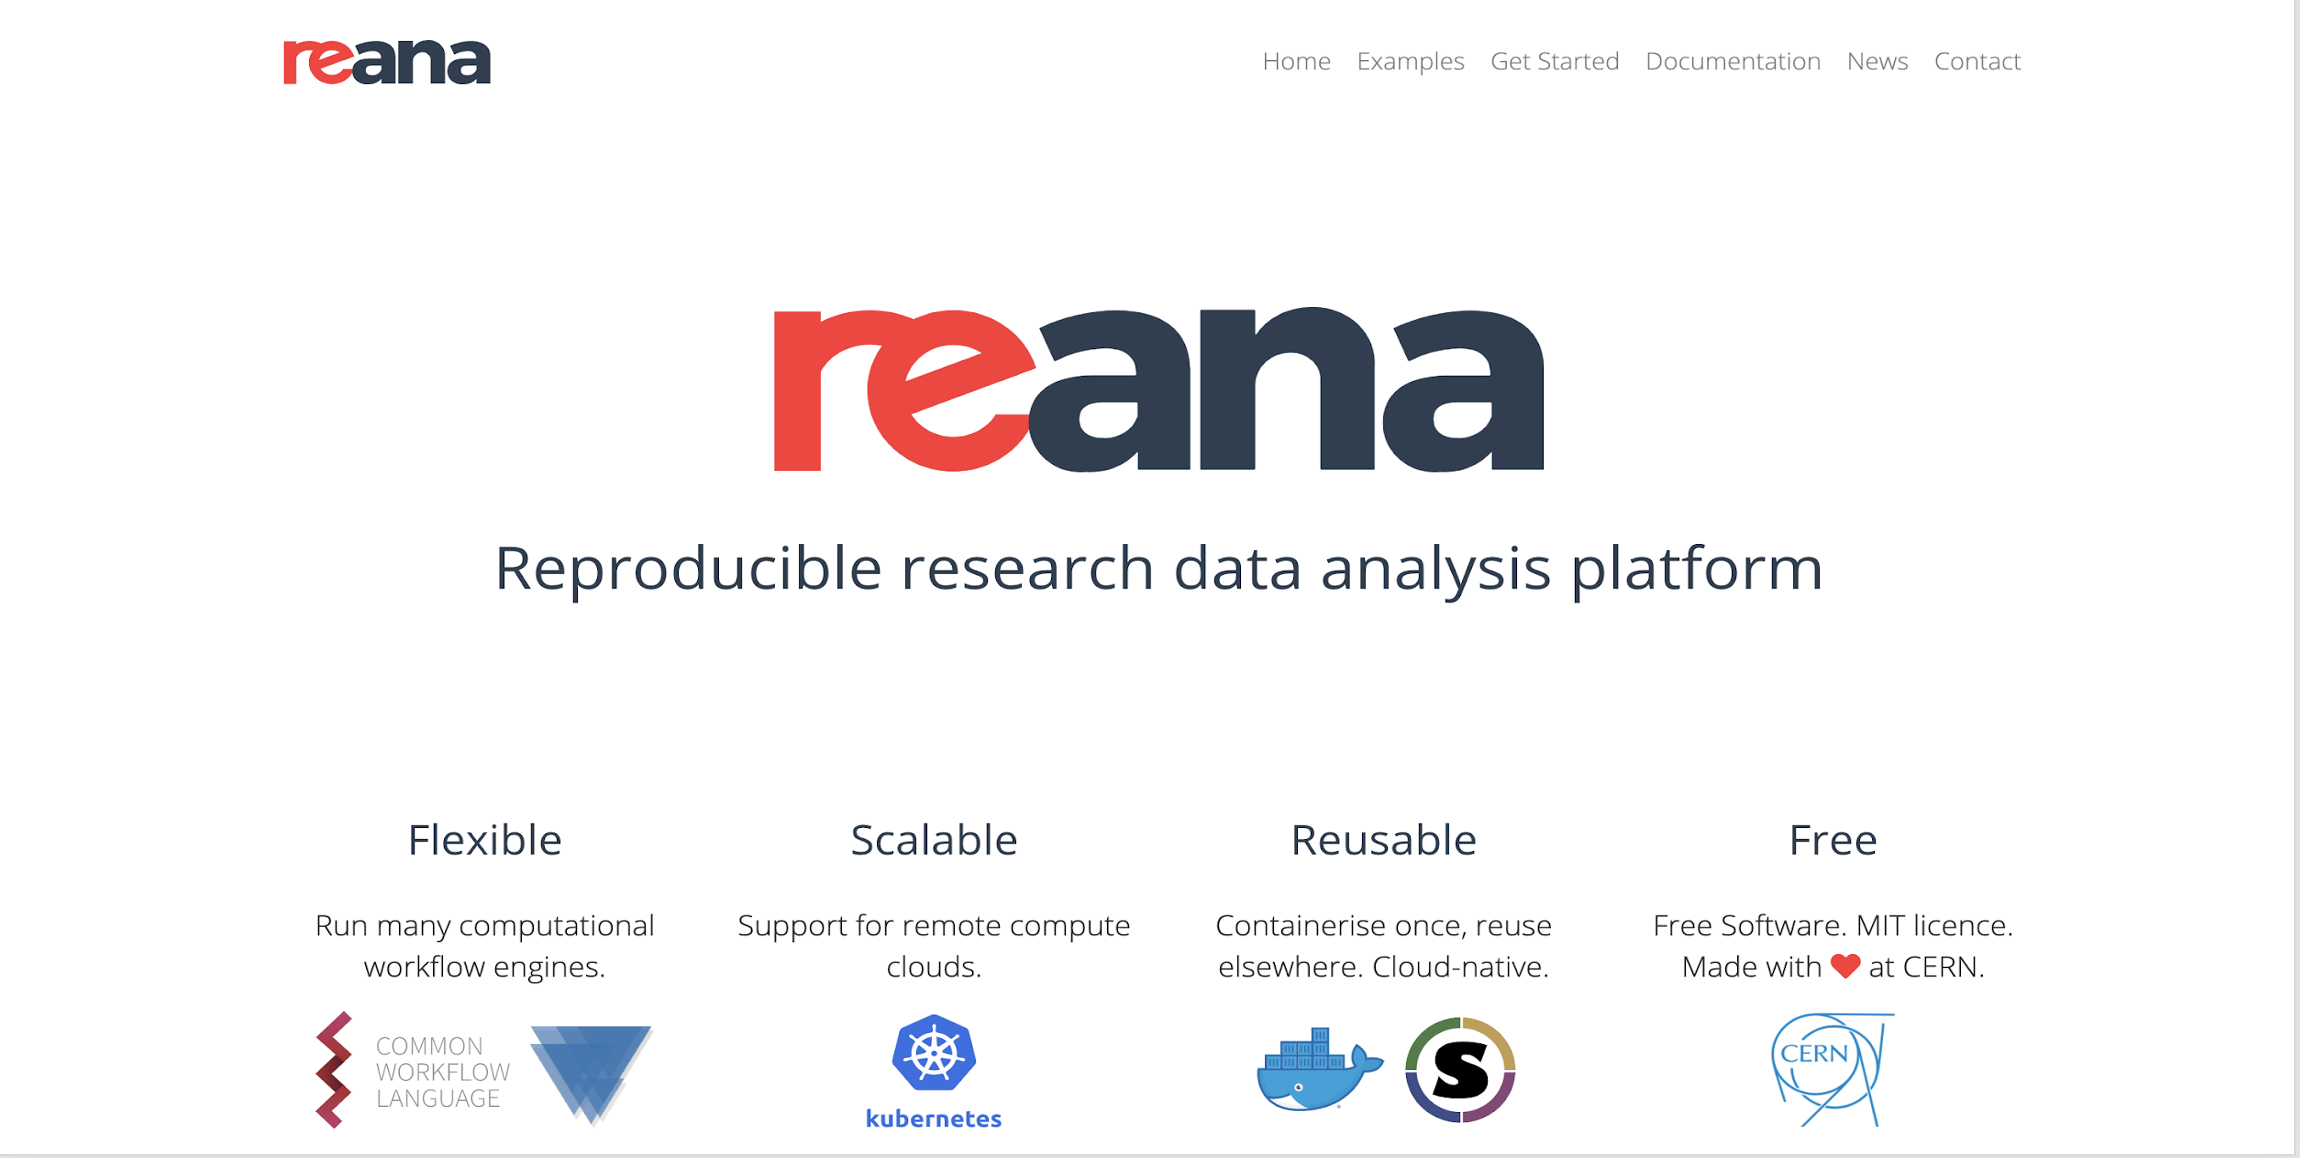 reana
Home Examples Get Started Documentation News Contact
reana
Reproducible research data analysis platform
Flexible
Run many computational
workflow engines.
COMMON
WORKFLOW
LANGUAGE
Scalable
Support for remote compute
clouds.
kubernetes
Reusable
Containerise once, reuse
elsewhere. Cloud-native.
S
Free
Free Software. MIT licence.
Made with ❤ at CERN.
CERN